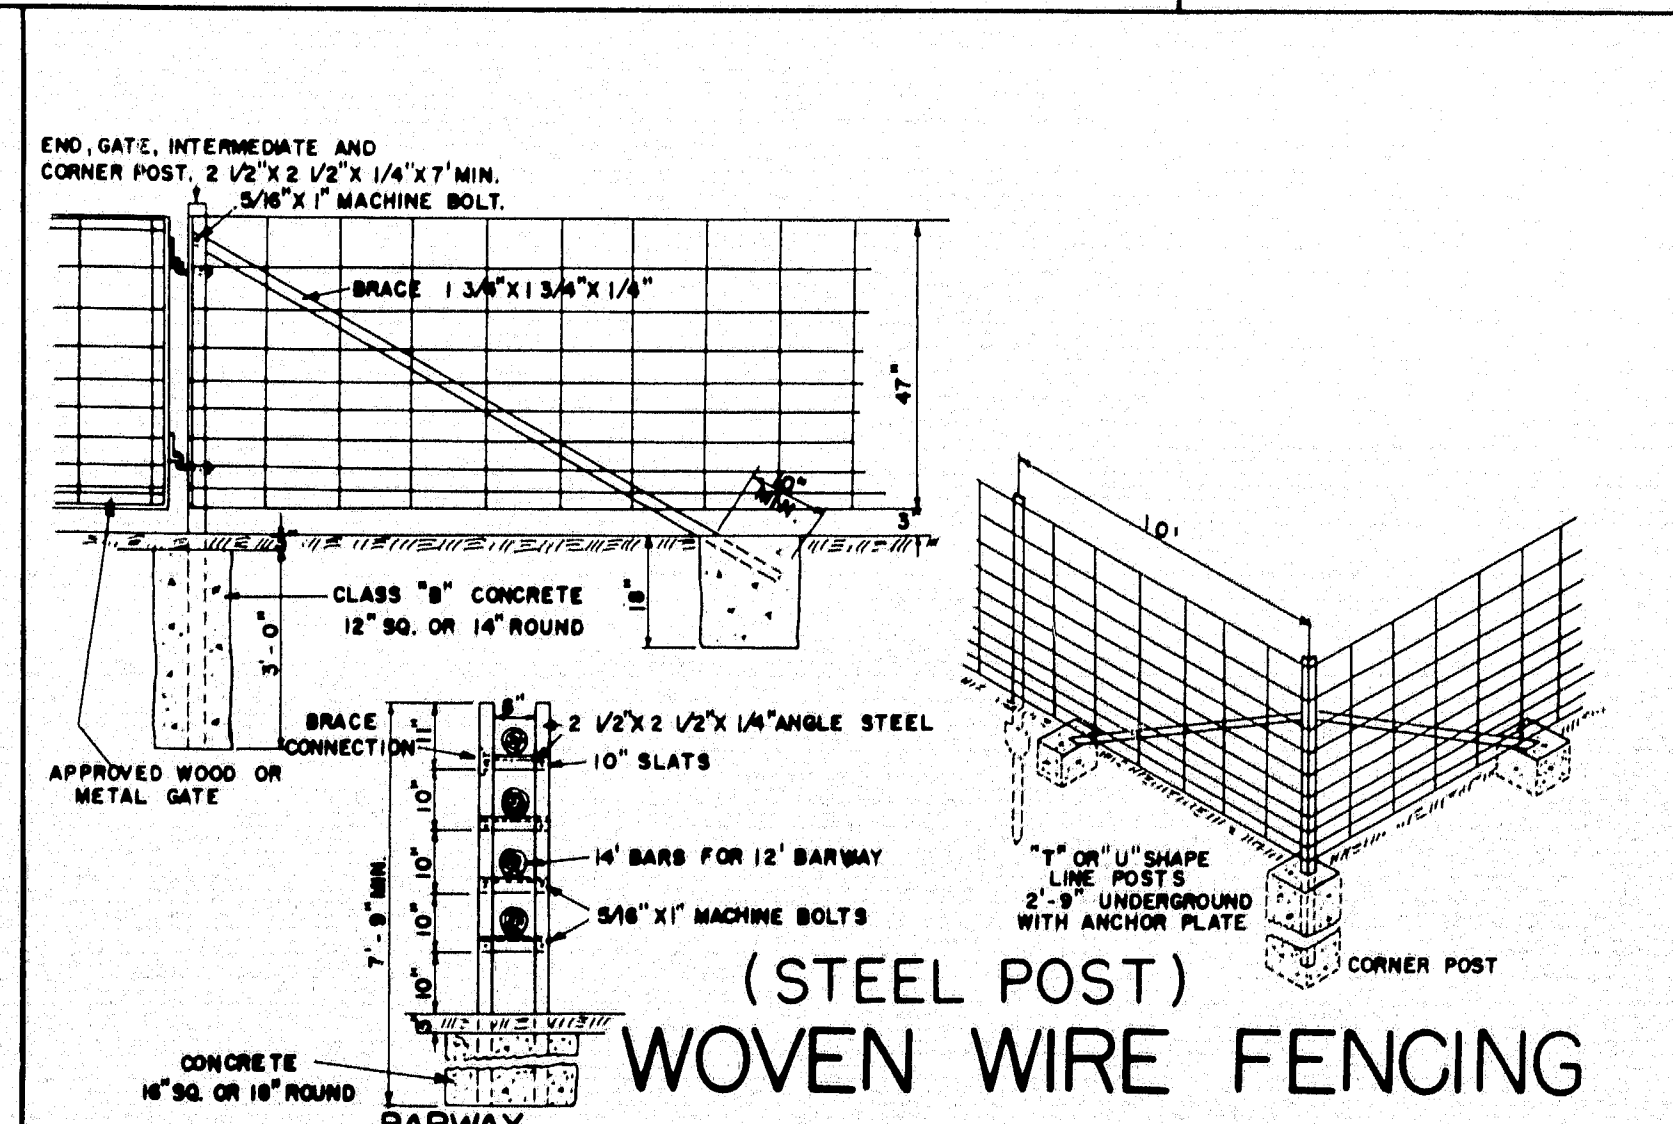 END, GATE, INTERMEDIATE AND
CORNER POST. 2 1/2" X 2 1/2" X 1/4" X 7' MIN.
5/16" X 1" MACHINE BOLT.
BRACE 1 3/4" X 1 3/4" X 1/4"
47"
MIN.
3"
10'
CLASS "B" CONCRETE
12" SQ. OR 14" ROUND
18"
3'-0"
APPROVED WOOD OR
METAL GATE
BRACE
CONNECTION
11"
2 1/2" X 2 1/2" X 1/4" ANGLE STEEL
10" SLATS
10"
10"
14' BARS FOR 12' BARWAY
10"
5/16" X 1" MACHINE BOLTS
7'-9" MIN.
10"
CONCRETE
16" SQ. OR 18" ROUND
BARWAY
"T" OR "U" SHAPE
LINE POSTS
2'-9" UNDERGROUND
WITH ANCHOR PLATE
CORNER POST
(STEEL POST)
WOVEN WIRE FENCING